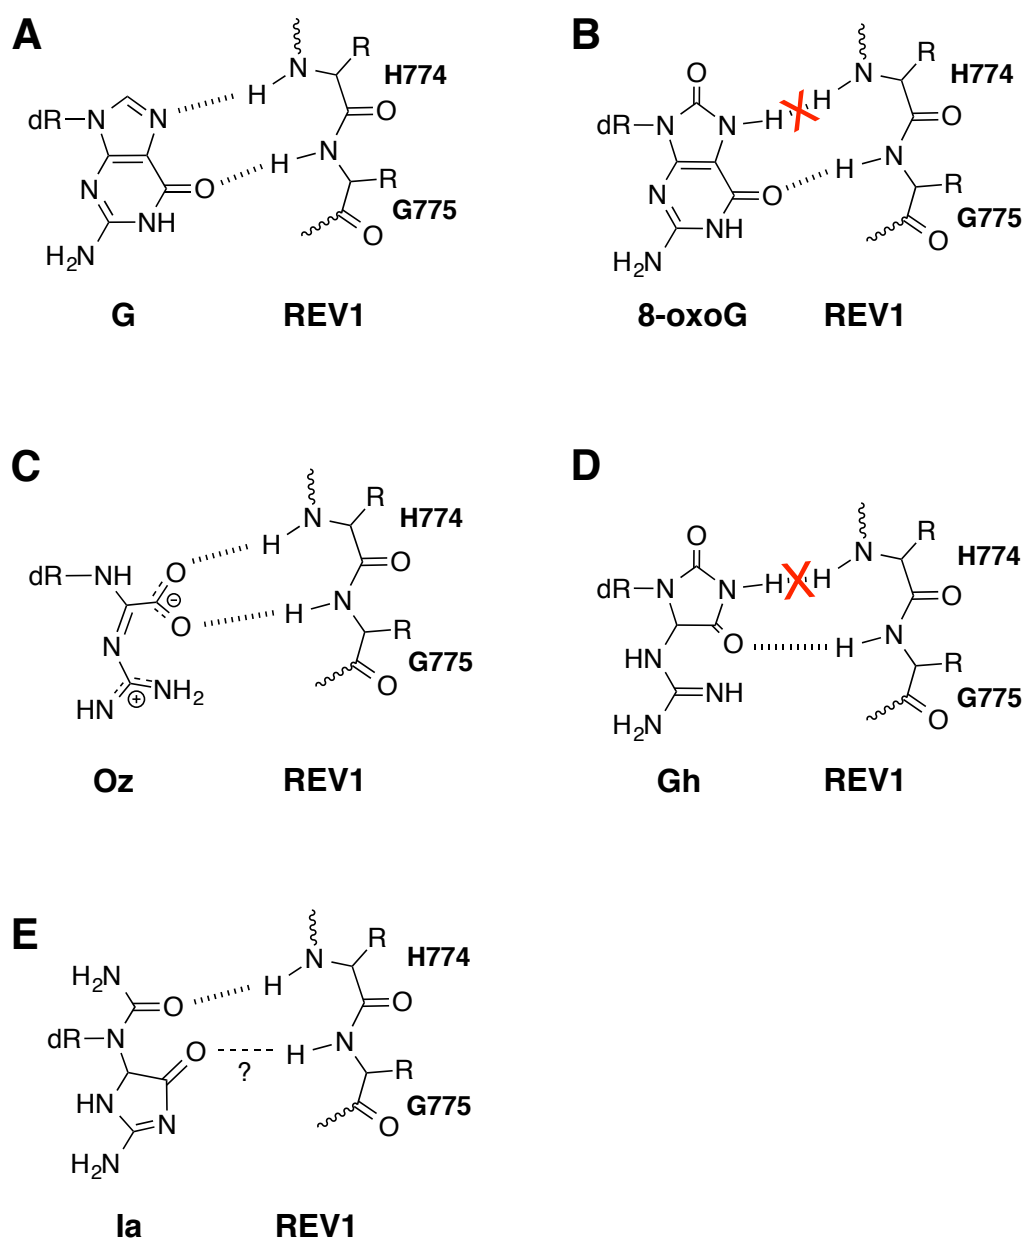 A
H
N
R
H774
O
dR
N
N
H
N
R
G775
O
N
NH
H2N
O
G
REV1
B
O
R
H774
N
H
H X
O
dR
N
N
H
N
R
G775
O
N
NH
H2N
O
8-oxoG
REV1
C
R
H774
N
H
O
dR
NH
O
⊖
O
H
N
R
G775
O
N
NH2
⊕
HN
Oz
REV1
D
O
R
H774
N
H X H
O
dR
N
N
O
H
N
R
G775
O
HN
NH
H2N
Gh
REV1
E
R
H774
N
H
O
H2N
O
dR
N
O
?
H
N
R
G775
O
HN
N
H2N
Ia
REV1